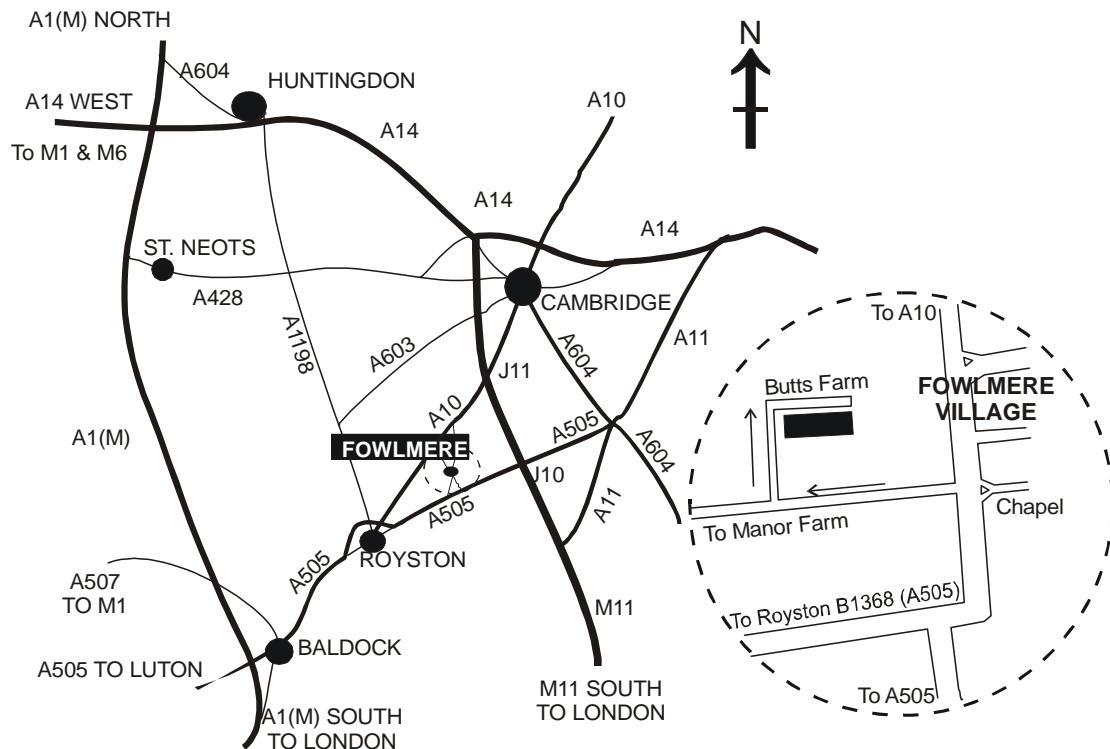 A1(M) NORTH
A604
HUNTINGDON
N
A14 WEST
A10
A14
To M1 & M6
A14
A14
ST. NEOTS
A428
CAMBRIDGE
To A10
A1198
A603
A604
A11
J11
Butts Farm
FOWLMERE
VILLAGE
A10
A505
A1(M)
FOWLMERE
J10
A604
A505
A11
Chapel
To Manor Farm
ROYSTON
A505
A507
TO M1
M11
To Royston B1368 (A505)
BALDOCK
A505 TO LUTON
M11 SOUTH
TO LONDON
To A505
A1(M) SOUTH
TO LONDON